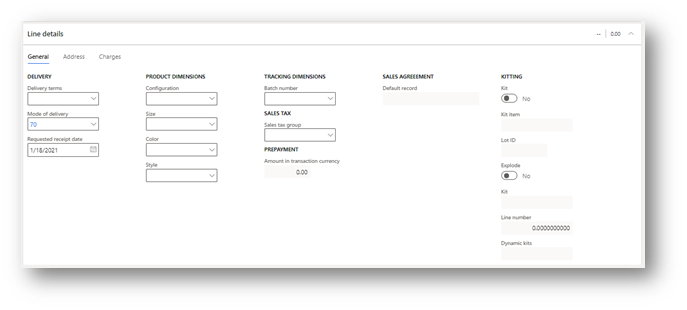 Line details
-- | 0.00
General Address Charges
DELIVERY
Delivery terms
Mode of delivery
70
Requested receipt date
1/18/2021
PRODUCT DIMENSIONS
Configuration
Size
Color
Style
TRACKING DIMENSIONS
Batch number
SALES TAX
Sales tax group
PREPAYMENT
Amount in transaction currency
0.00
SALES AGREEEMENT
Default record
KITTING
Kit
No
Kit Item
Lot ID
Explode
No
Kit
Line number
0.0000000000
Dynamic kits